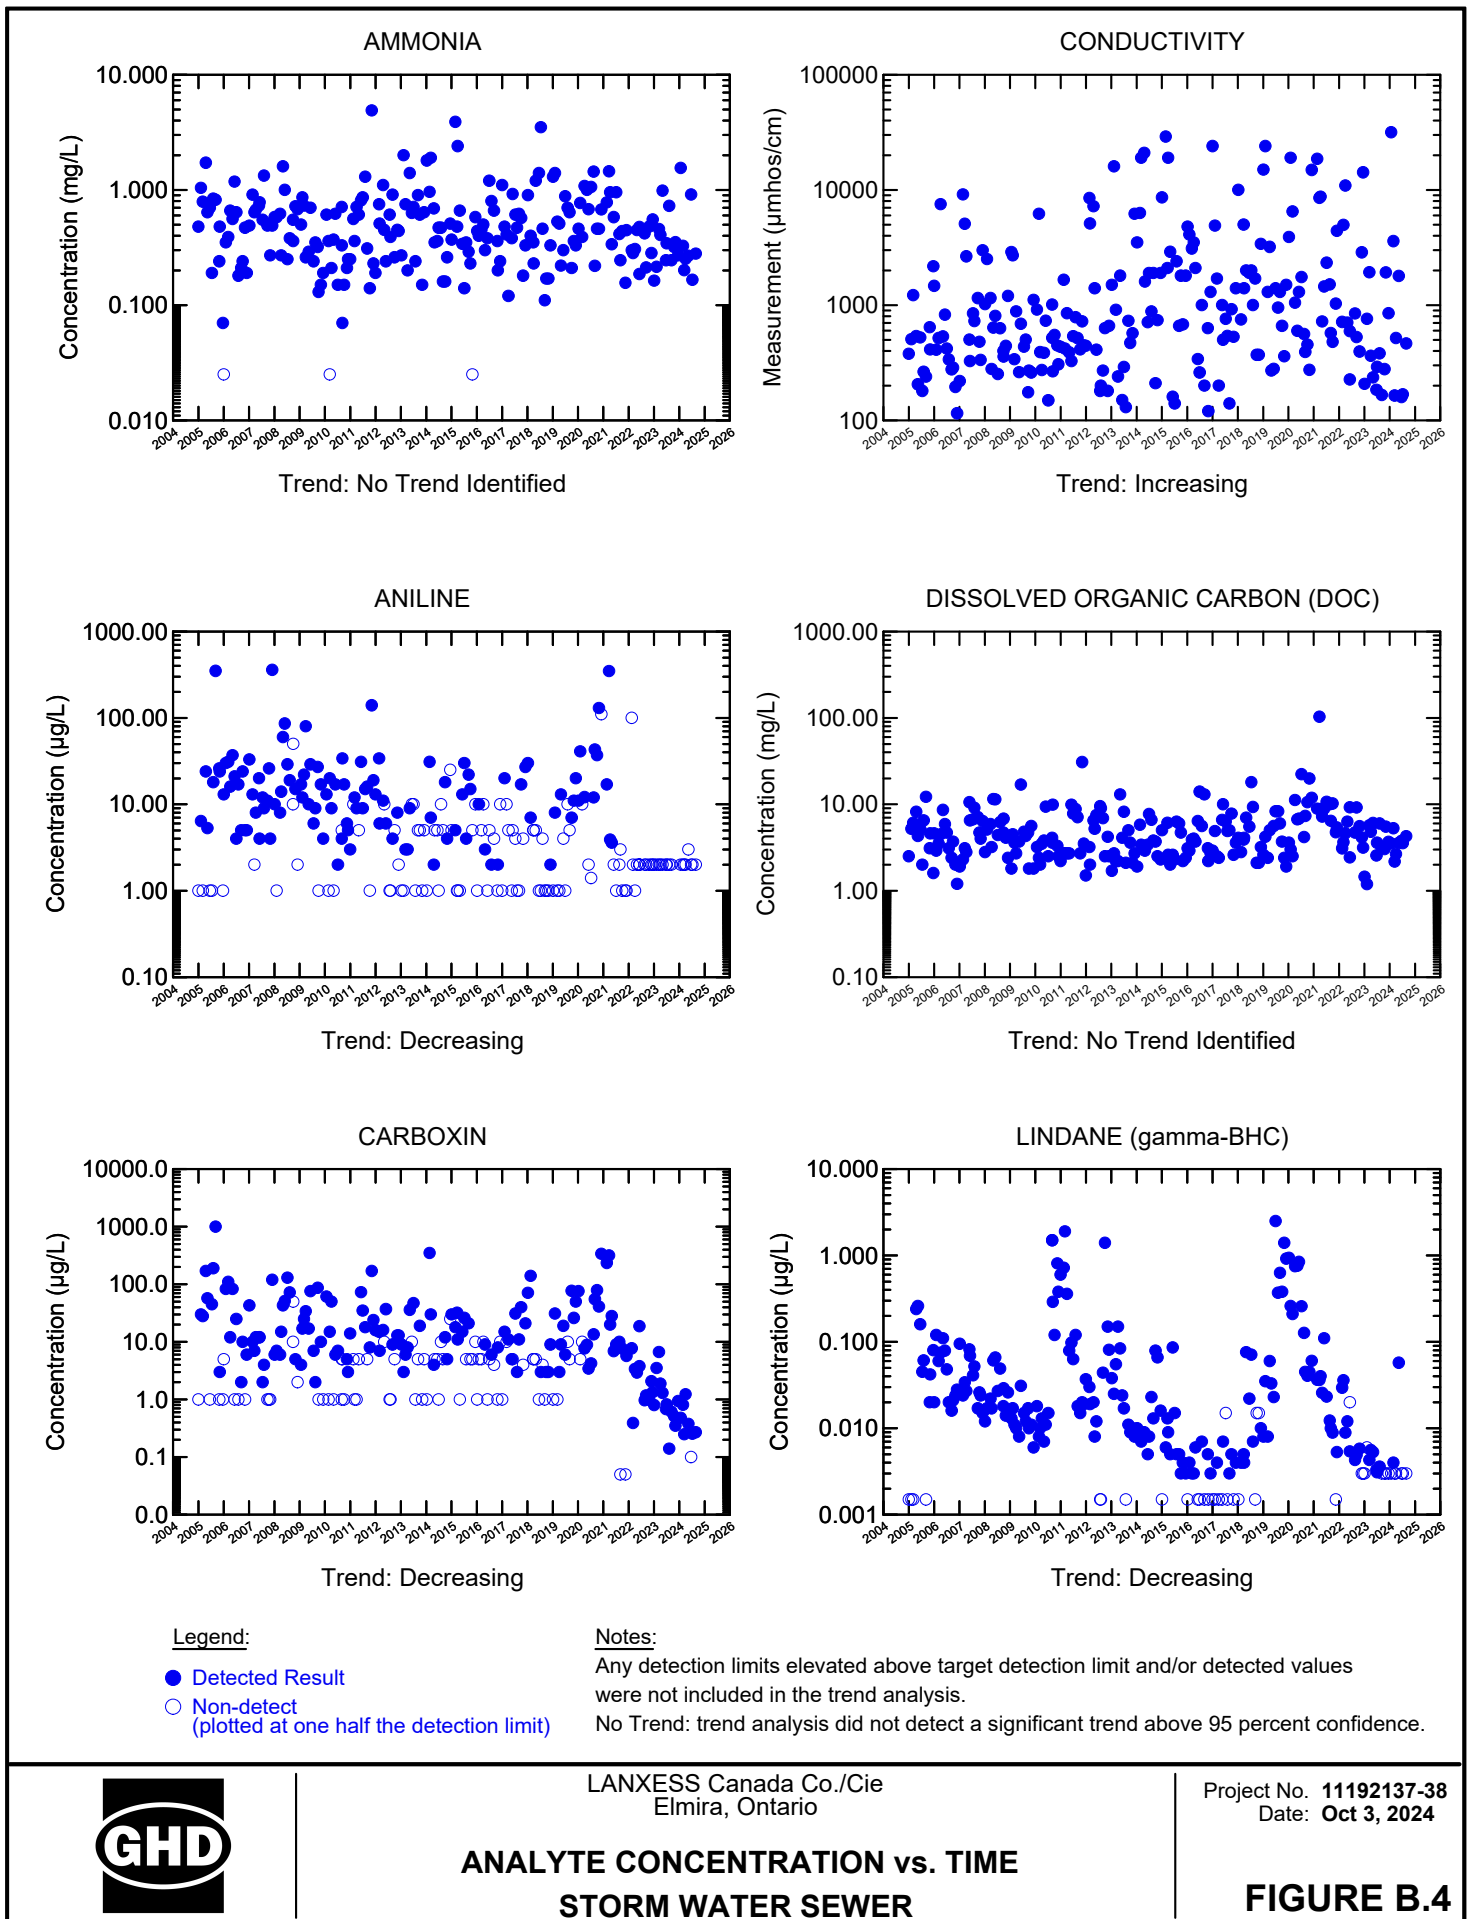 AMMONIA
Concentration (mg/L)
10.000
1.000
0.100
0.010
2004 2005 2006 2007 2008 2009 2010 2011 2012 2013 2014 2015 2016 2017 2018 2019 2020 2021 2022 2023 2024 2025 2026
Trend: No Trend Identified
CONDUCTIVITY
Measurement (µmhos/cm)
100000
10000
1000
100
2004 2005 2006 2007 2008 2009 2010 2011 2012 2013 2014 2015 2016 2017 2018 2019 2020 2021 2022 2023 2024 2025 2026
Trend: Increasing
ANILINE
Concentration (µg/L)
1000.00
100.00
10.00
1.00
0.10
2004 2005 2006 2007 2008 2009 2010 2011 2012 2013 2014 2015 2016 2017 2018 2019 2020 2021 2022 2023 2024 2025 2026
Trend: Decreasing
DISSOLVED ORGANIC CARBON (DOC)
Concentration (mg/L)
1000.00
100.00
10.00
1.00
0.10
2004 2005 2006 2007 2008 2009 2010 2011 2012 2013 2014 2015 2016 2017 2018 2019 2020 2021 2022 2023 2024 2025 2026
Trend: No Trend Identified
CARBOXIN
Concentration (µg/L)
10000.0
1000.0
100.0
10.0
1.0
0.1
0.0
2004 2005 2006 2007 2008 2009 2010 2011 2012 2013 2014 2015 2016 2017 2018 2019 2020 2021 2022 2023 2024 2025 2026
Trend: Decreasing
LINDANE (gamma-BHC)
Concentration (µg/L)
10.000
1.000
0.100
0.010
0.001
2004 2005 2006 2007 2008 2009 2010 2011 2012 2013 2014 2015 2016 2017 2018 2019 2020 2021 2022 2023 2024 2025 2026
Trend: Decreasing
Legend:
Detected Result
Non-detect
(plotted at one half the detection limit)
Notes:
Any detection limits elevated above target detection limit and/or detected values
were not included in the trend analysis.
No Trend: trend analysis did not detect a significant trend above 95 percent confidence.
GHD
LANXESS Canada Co./Cie
Elmira, Ontario
ANALYTE CONCENTRATION vs. TIME
STORM WATER SEWER
Project No. 11192137-38
Date: Oct 3, 2024
FIGURE B.4